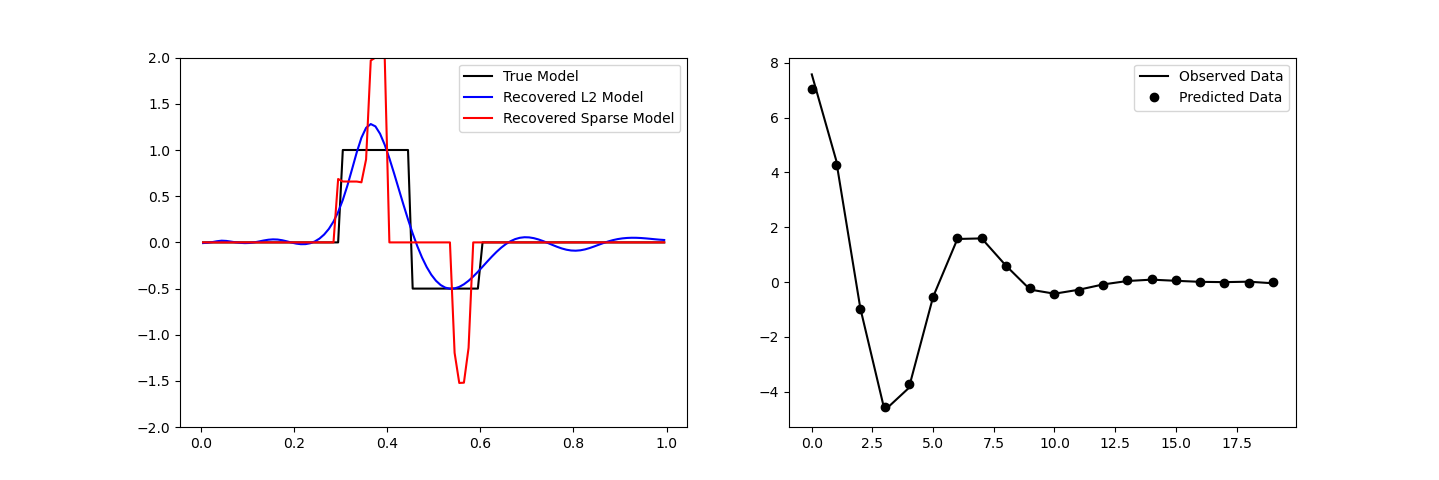 2.0
1.5
1.0
0.5
0.0
−0.5
−1.0
−1.5
−2.0
0.0 0.2 0.4 0.6 0.8 1.0
True Model
Recovered L2 Model
Recovered Sparse Model
8
6
4
2
0
−2
−4
0.0 2.5 5.0 7.5 10.0 12.5 15.0 17.5
Observed Data
Predicted Data